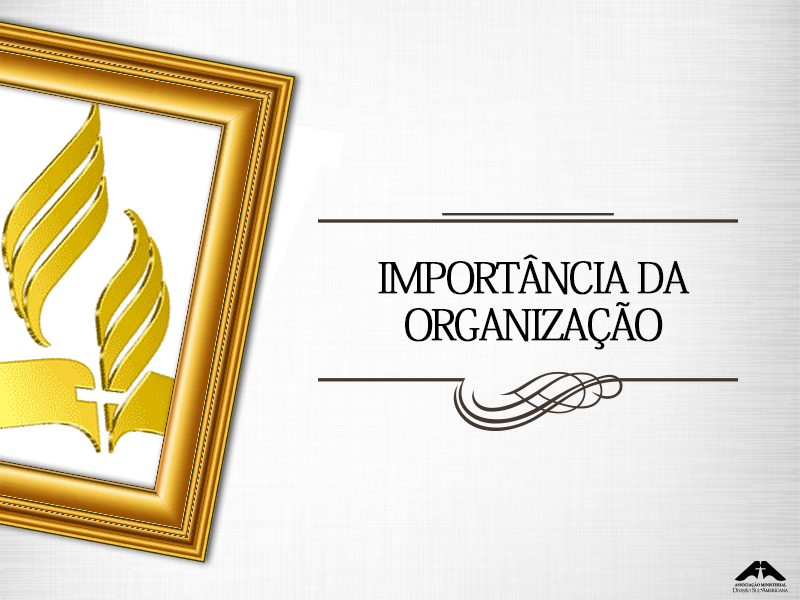 IMPORTÂNCIA DA
ORGANIZAÇÃO
ASSOCIAÇÃO MINISTERIAL
DIVISÃO SUL-AMERICANA